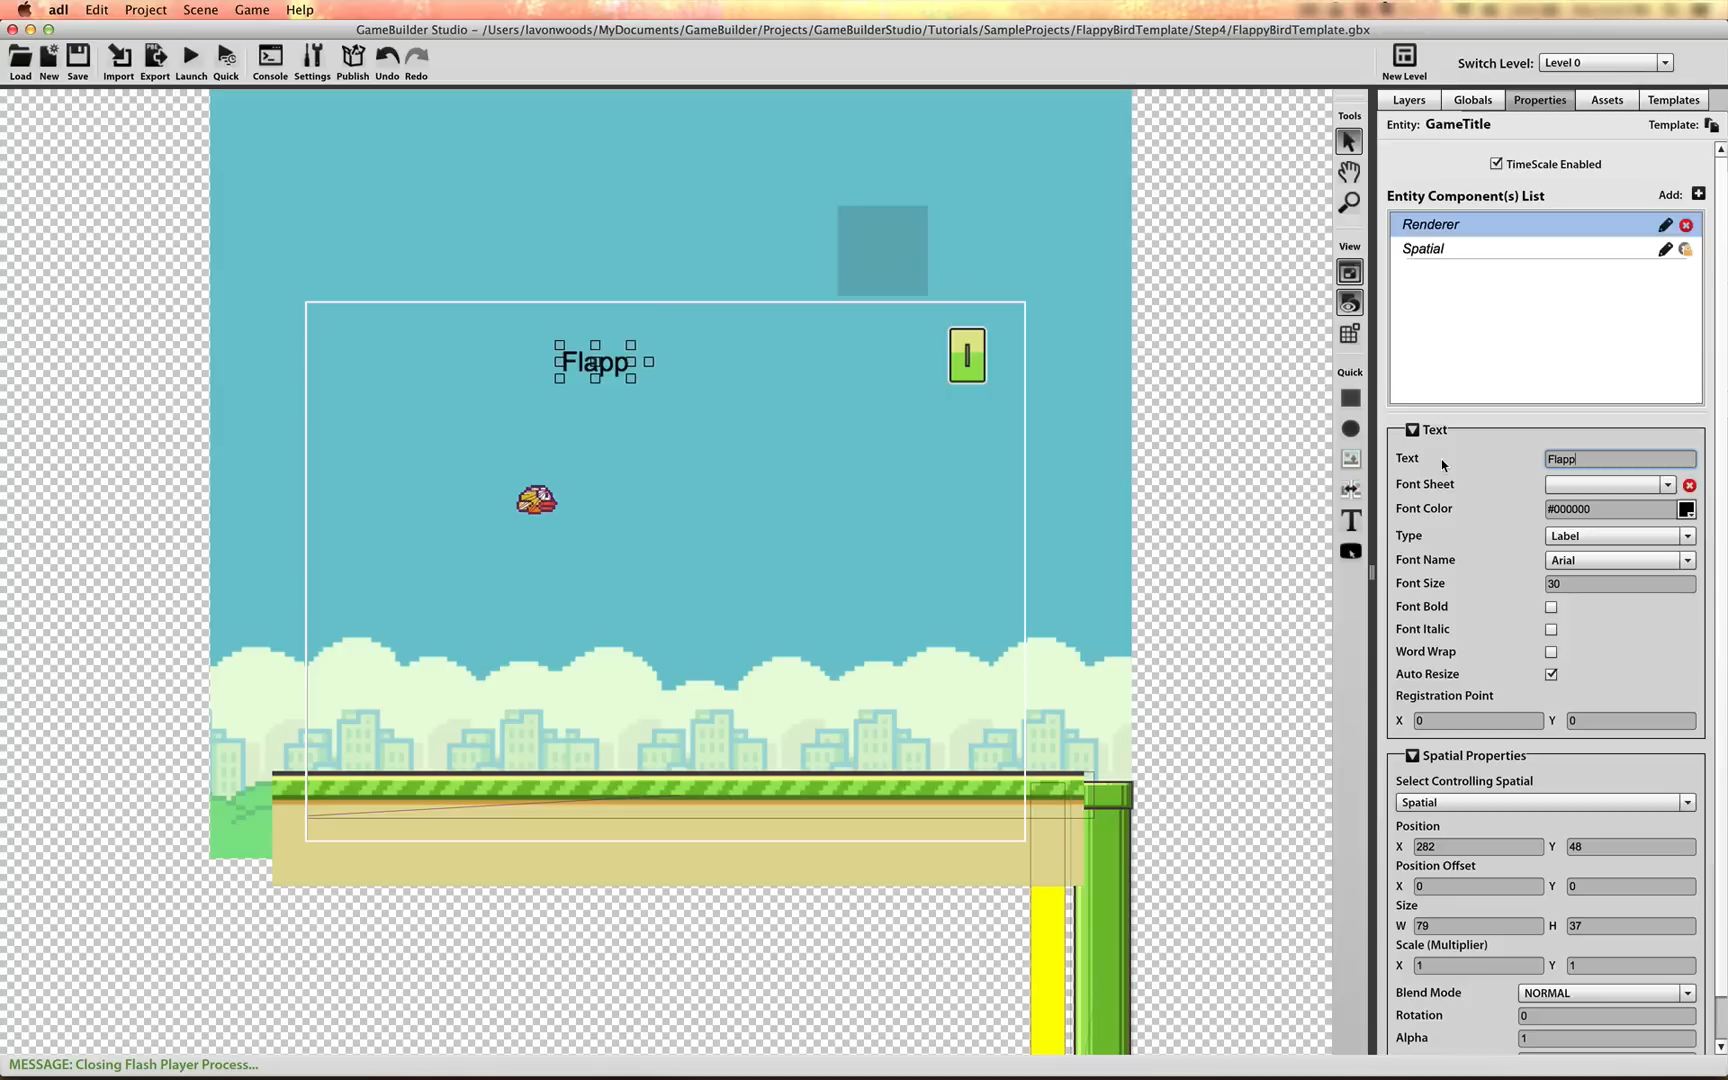 adl Edit Project Scene Game Help
GameBuilder Studio - /Users/lavonwoods/MyDocuments/GameBuilder/Projects/GameBuilderStudio/Tutorials/SampleProjects/FlappyBirdTemplate/Step4/FlappyBirdTemplate.gbx
Load New Save Import Export Launch Quick Console Settings Publish Undo Redo New Level Switch Level: Level 0
Tools Layers Globals Properties Assets Templates
Entity: GameTitle Template:
TimeScale Enabled
Entity Component(s) List Add:
Renderer
View Spatial
Flapp
Quick
Text
Text Flapp
Font Sheet
Font Color #000000
T Type Label
Font Name Arial
Font Size 30
Font Bold
Font Italic
Word Wrap
Auto Resize
Registration Point
X 0 Y 0
Spatial Properties
Select Controlling Spatial
Spatial
Position
X 282 Y 48
Position Offset
X 0 Y 0
Size
W 79 H 37
Scale (Multiplier)
X 1 Y 1
Blend Mode NORMAL
Rotation 0
Alpha 1
MESSAGE: Closing Flash Player Process...